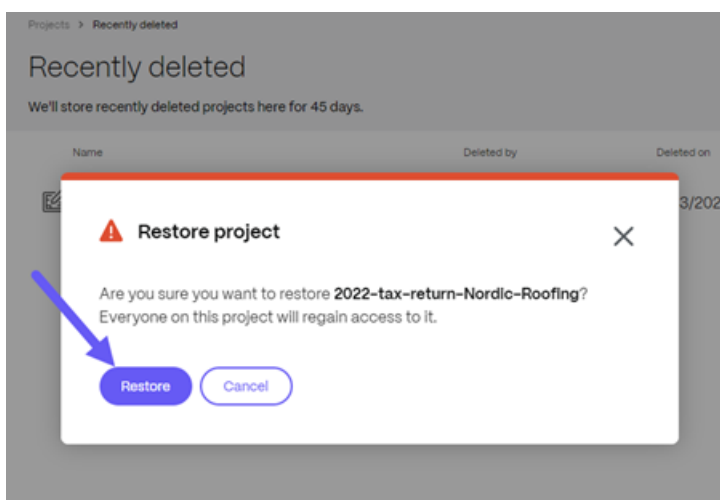 Projects > Recently deleted
Recently deleted
We'll store recently deleted projects here for 45 days.
Name Deleted by Deleted on
3/202
Restore project
Are you sure you want to restore 2022-tax-return-Nordic-Roofing?
Everyone on this project will regain access to it.
Restore Cancel